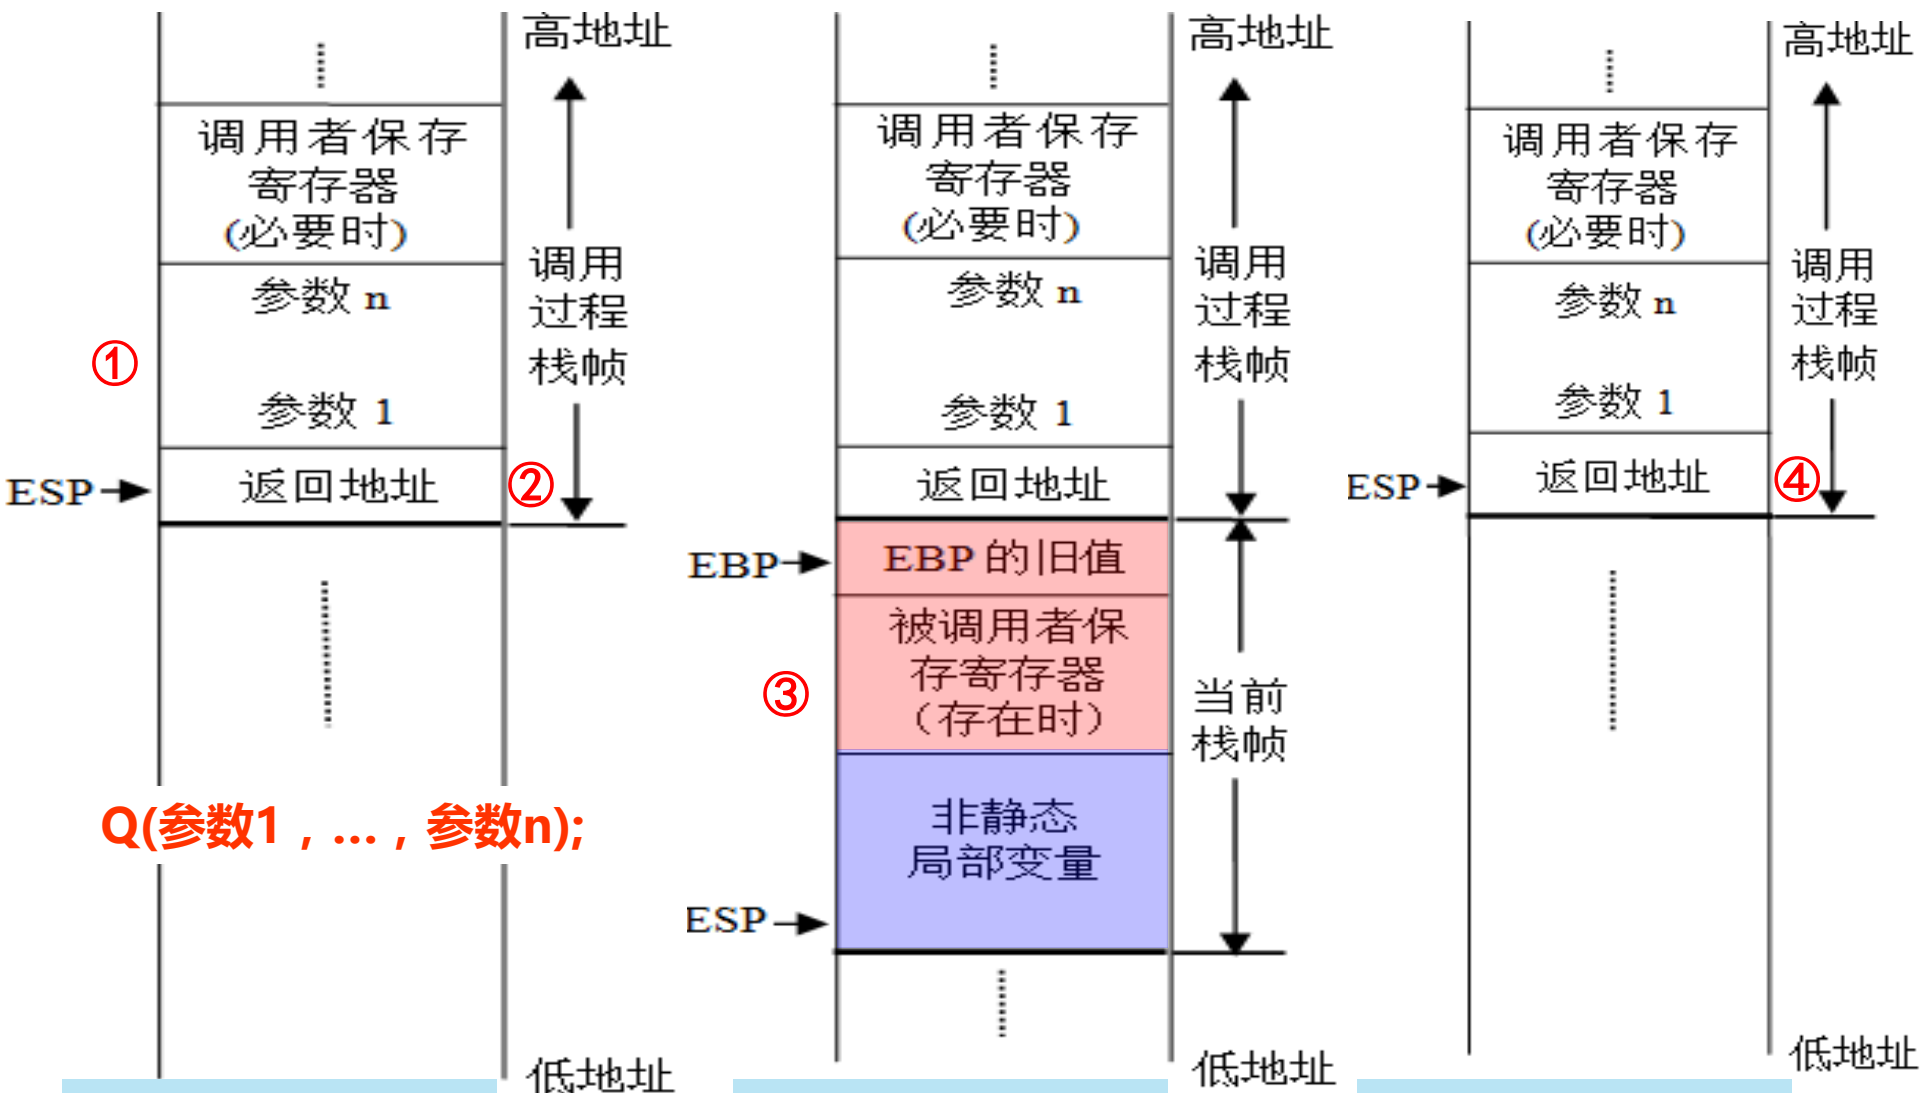 高地址
调用者保存
寄存器
(必要时)
参数 n
①
参数 1
ESP
返回地址
②
调用
过程
栈帧
Q(参数1，…，参数n);
低地址
高地址
调用者保存
寄存器
(必要时)
参数 n
参数 1
返回地址
调用
过程
栈帧
EBP
EBP 的旧值
被调用者保
存寄存器
（存在时）
③
当前
栈帧
非静态
局部变量
ESP
低地址
高地址
调用者保存
寄存器
(必要时)
参数 n
参数 1
ESP
返回地址
④
调用
过程
栈帧
低地址